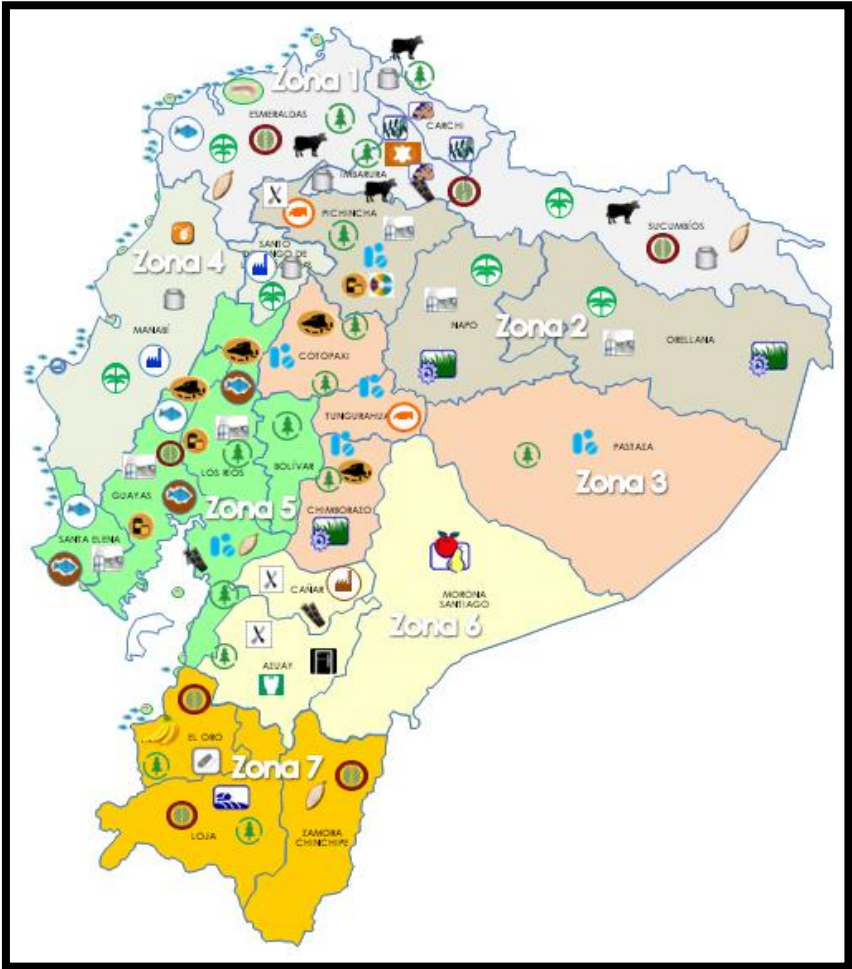 Zona 1
ESMERALDAS
CARCHI
IMBABURA
SUCUMBÍOS
PICHINCHA
SANTO
Zona 4
NAPO
Zona 2
ORELLANA
MANABÍ
COTOPAXI
TUNGURAHUA
PASTAZA
LOS RÍOS
BOLÍVAR
Zona 3
GUAYAS
Zona 5
CHIMBORAZO
SANTA ELENA
CAÑAR
MORONA
SANTIAGO
Zona 6
AZUAY
EL ORO
Zona 7
LOJA
ZAMORA
CHINCHIPE